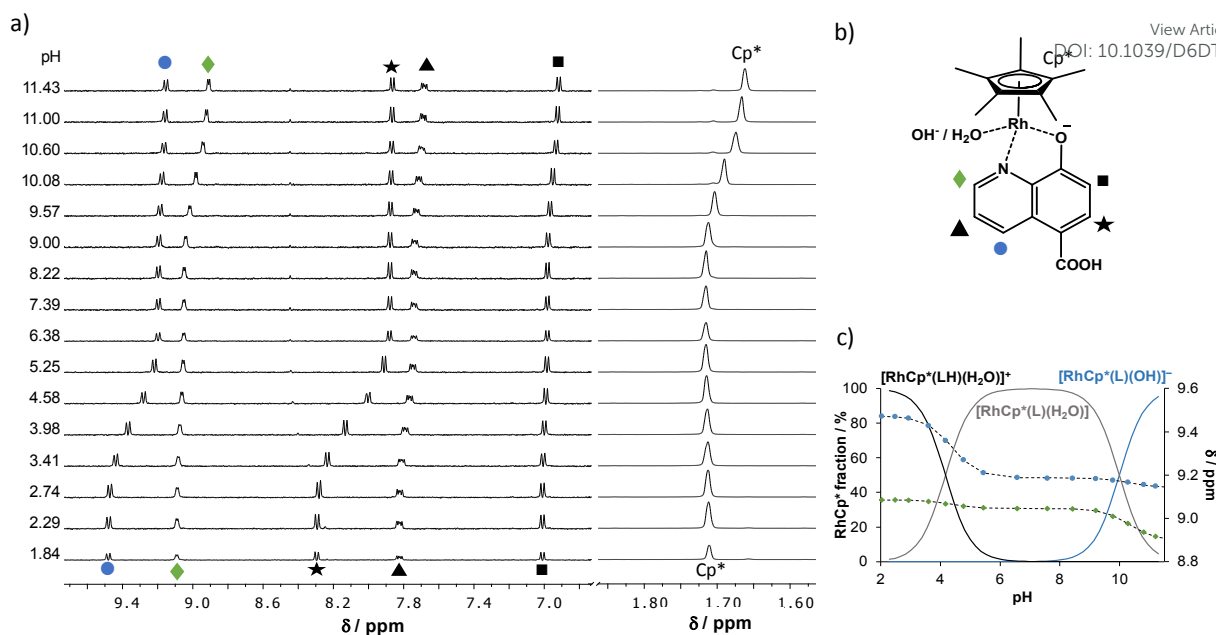 a)
pH
Cp*
11.43
11.00
10.60
10.08
9.57
9.00
8.22
7.39
6.38
5.25
4.58
3.98
3.41
2.74
2.29
1.84
Cp*
9.4 9.0 8.6 8.2 7.8 7.4 7.0 1.80 1.70 1.60
δ / ppm δ / ppm
b)
View Artic
DOI: 10.1039/D6DT
Cp*
Rh
OH⁻ / H₂O
O⁻
N
COOH
c)
[RhCp*(LH)(H₂O)]⁺ [RhCp*(L)(OH)]⁻
[RhCp*(L)(H₂O)]
RhCp* fraction / %
100
80
60
40
20
0
9.6
9.4
9.2
9.0
8.8
δ / ppm
2 4 6 8 10
pH